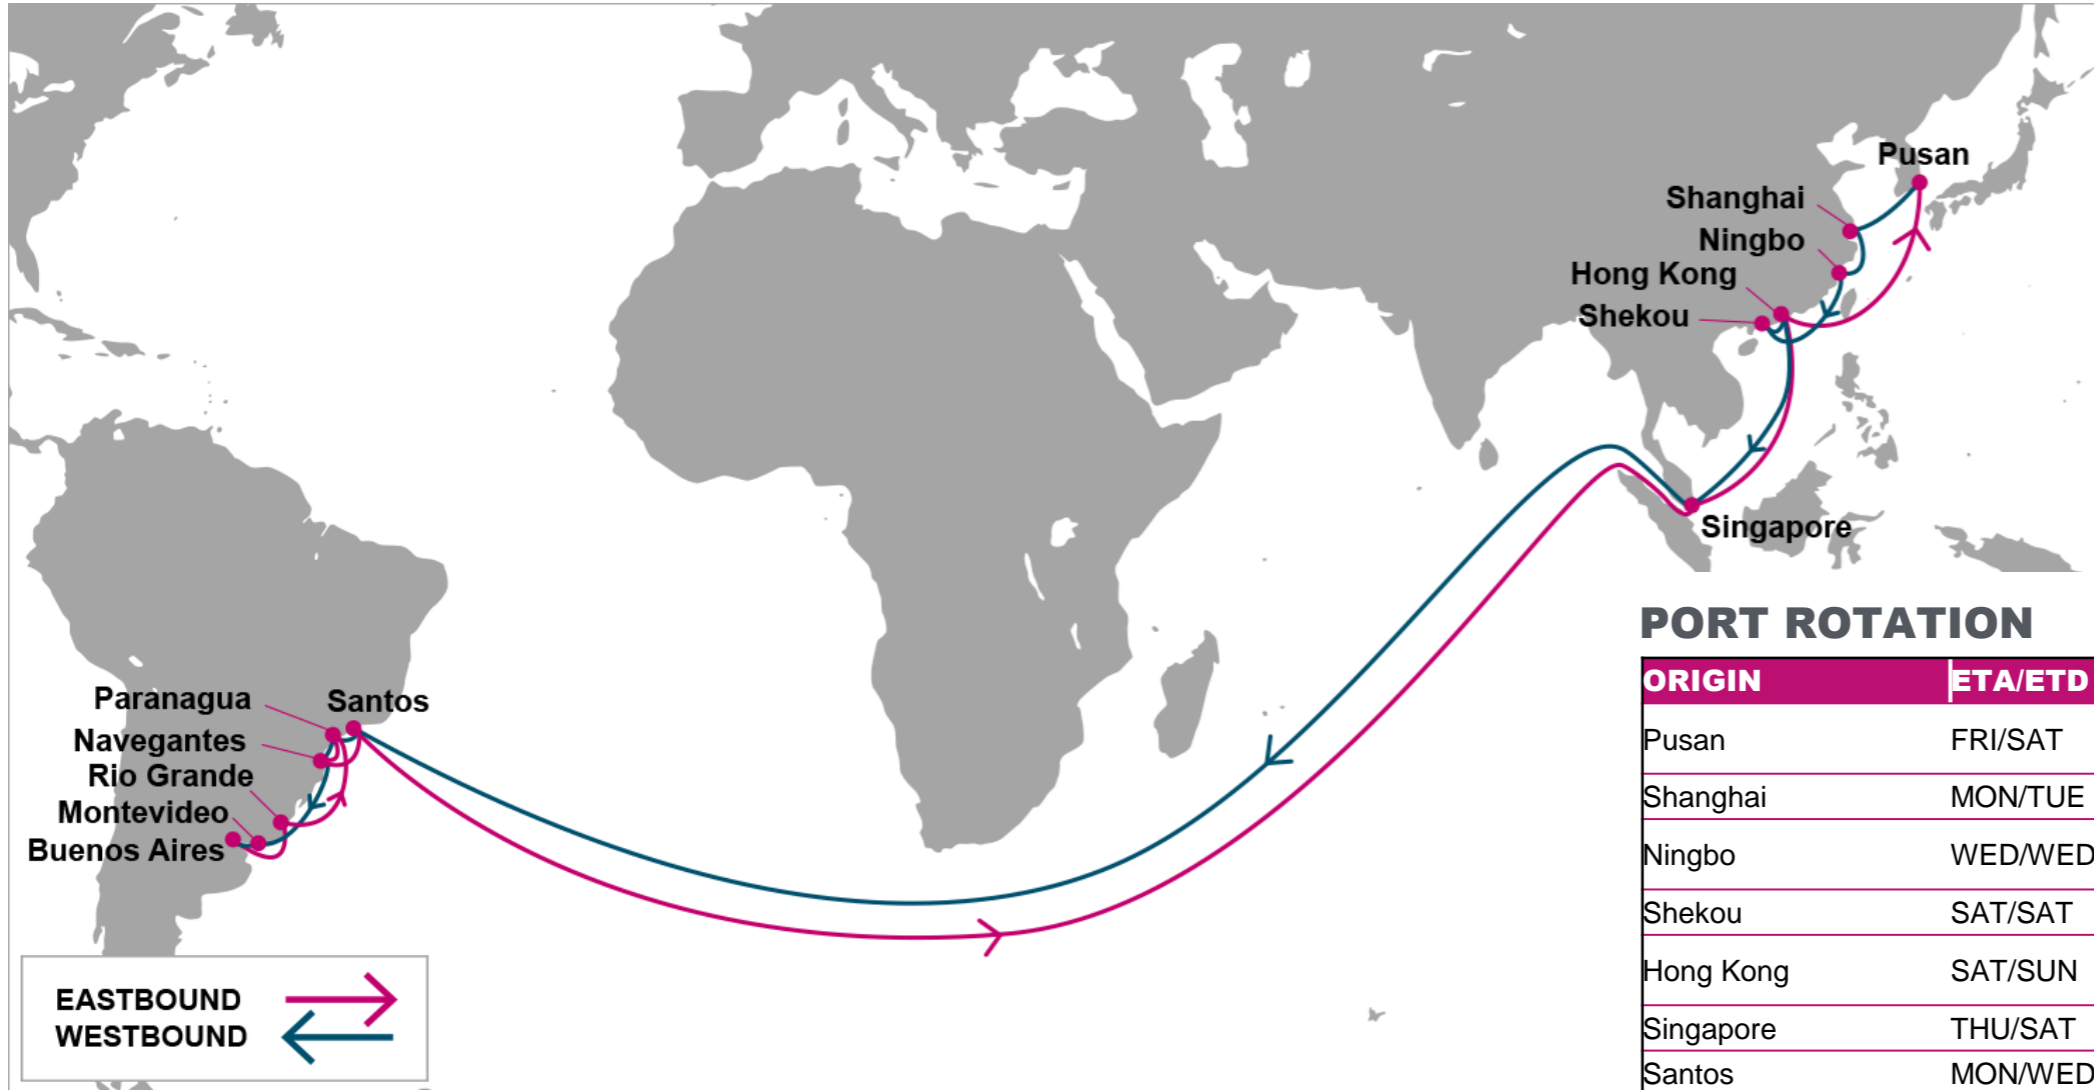 Pusan
Shanghai
Ningbo
Hong Kong
Shekou
Singapore
Paranagua
Santos
Navegantes
Rio Grande
Montevideo
Buenos Aires
EASTBOUND
WESTBOUND
PORT ROTATION
ORIGIN ETA/ETD
Pusan FRI/SAT
Shanghai MON/TUE
Ningbo WED/WED
Shekou SAT/SAT
Hong Kong SAT/SUN
Singapore THU/SAT
Santos MON/WED